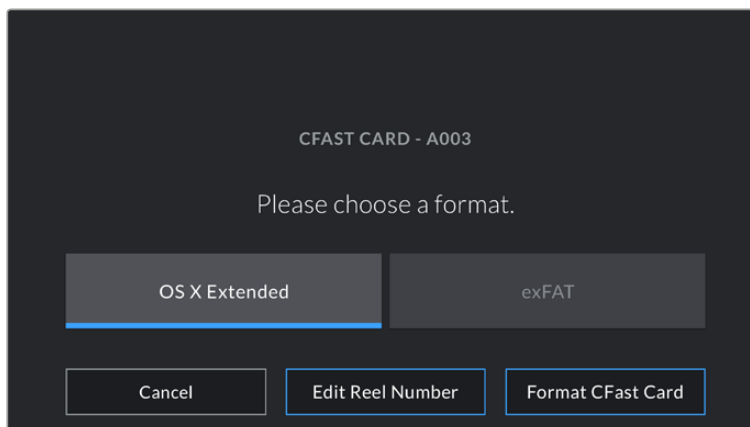 CFAST CARD - A003
Please choose a format.
OS X Extended
exFAT
Cancel
Edit Reel Number
Format CFast Card